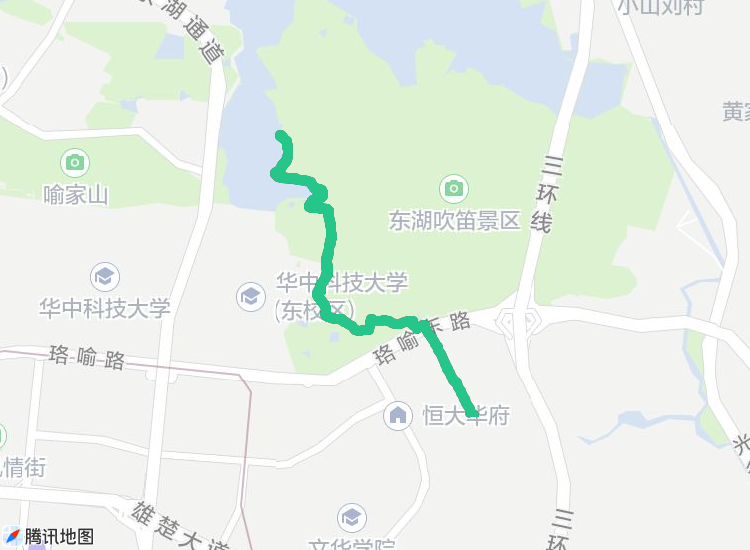 小山刘村
东湖通道
黄家
三环线
喻家山
东湖吹笛景区
华中科技大学
(东校区)
华中科技大学
珞喻东路
珞喻路
恒大华府
情街
雄楚大道
文华学院
三环
腾讯地图